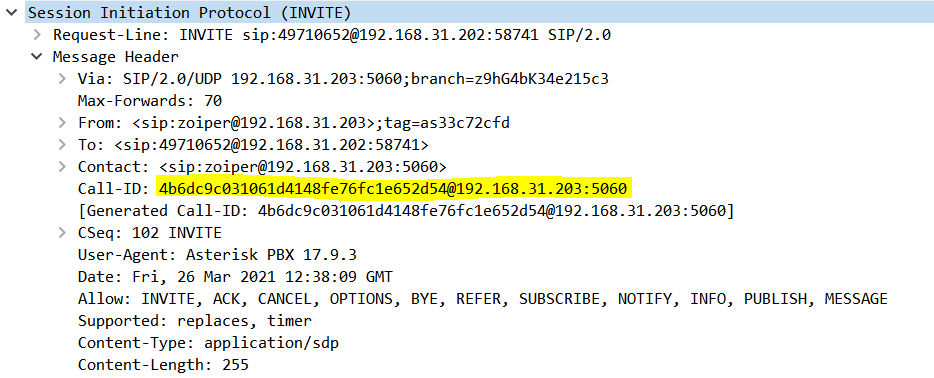 Session Initiation Protocol (INVITE)
Request-Line: INVITE sip:49710652@192.168.31.202:58741 SIP/2.0
Message Header
Via: SIP/2.0/UDP 192.168.31.203:5060;branch=z9hG4bK34e215c3
Max-Forwards: 70
From: <sip:zoiper@192.168.31.203>;tag=as33c72cfd
To: <sip:49710652@192.168.31.202:58741>
Contact: <sip:zoiper@192.168.31.203:5060>
Call-ID: 4b6dc9c031061d4148fe76fc1e652d54@192.168.31.203:5060
[Generated Call-ID: 4b6dc9c031061d4148fe76fc1e652d54@192.168.31.203:5060]
CSeq: 102 INVITE
User-Agent: Asterisk PBX 17.9.3
Date: Fri, 26 Mar 2021 12:38:09 GMT
Allow: INVITE, ACK, CANCEL, OPTIONS, BYE, REFER, SUBSCRIBE, NOTIFY, INFO, PUBLISH, MESSAGE
Supported: replaces, timer
Content-Type: application/sdp
Content-Length: 255